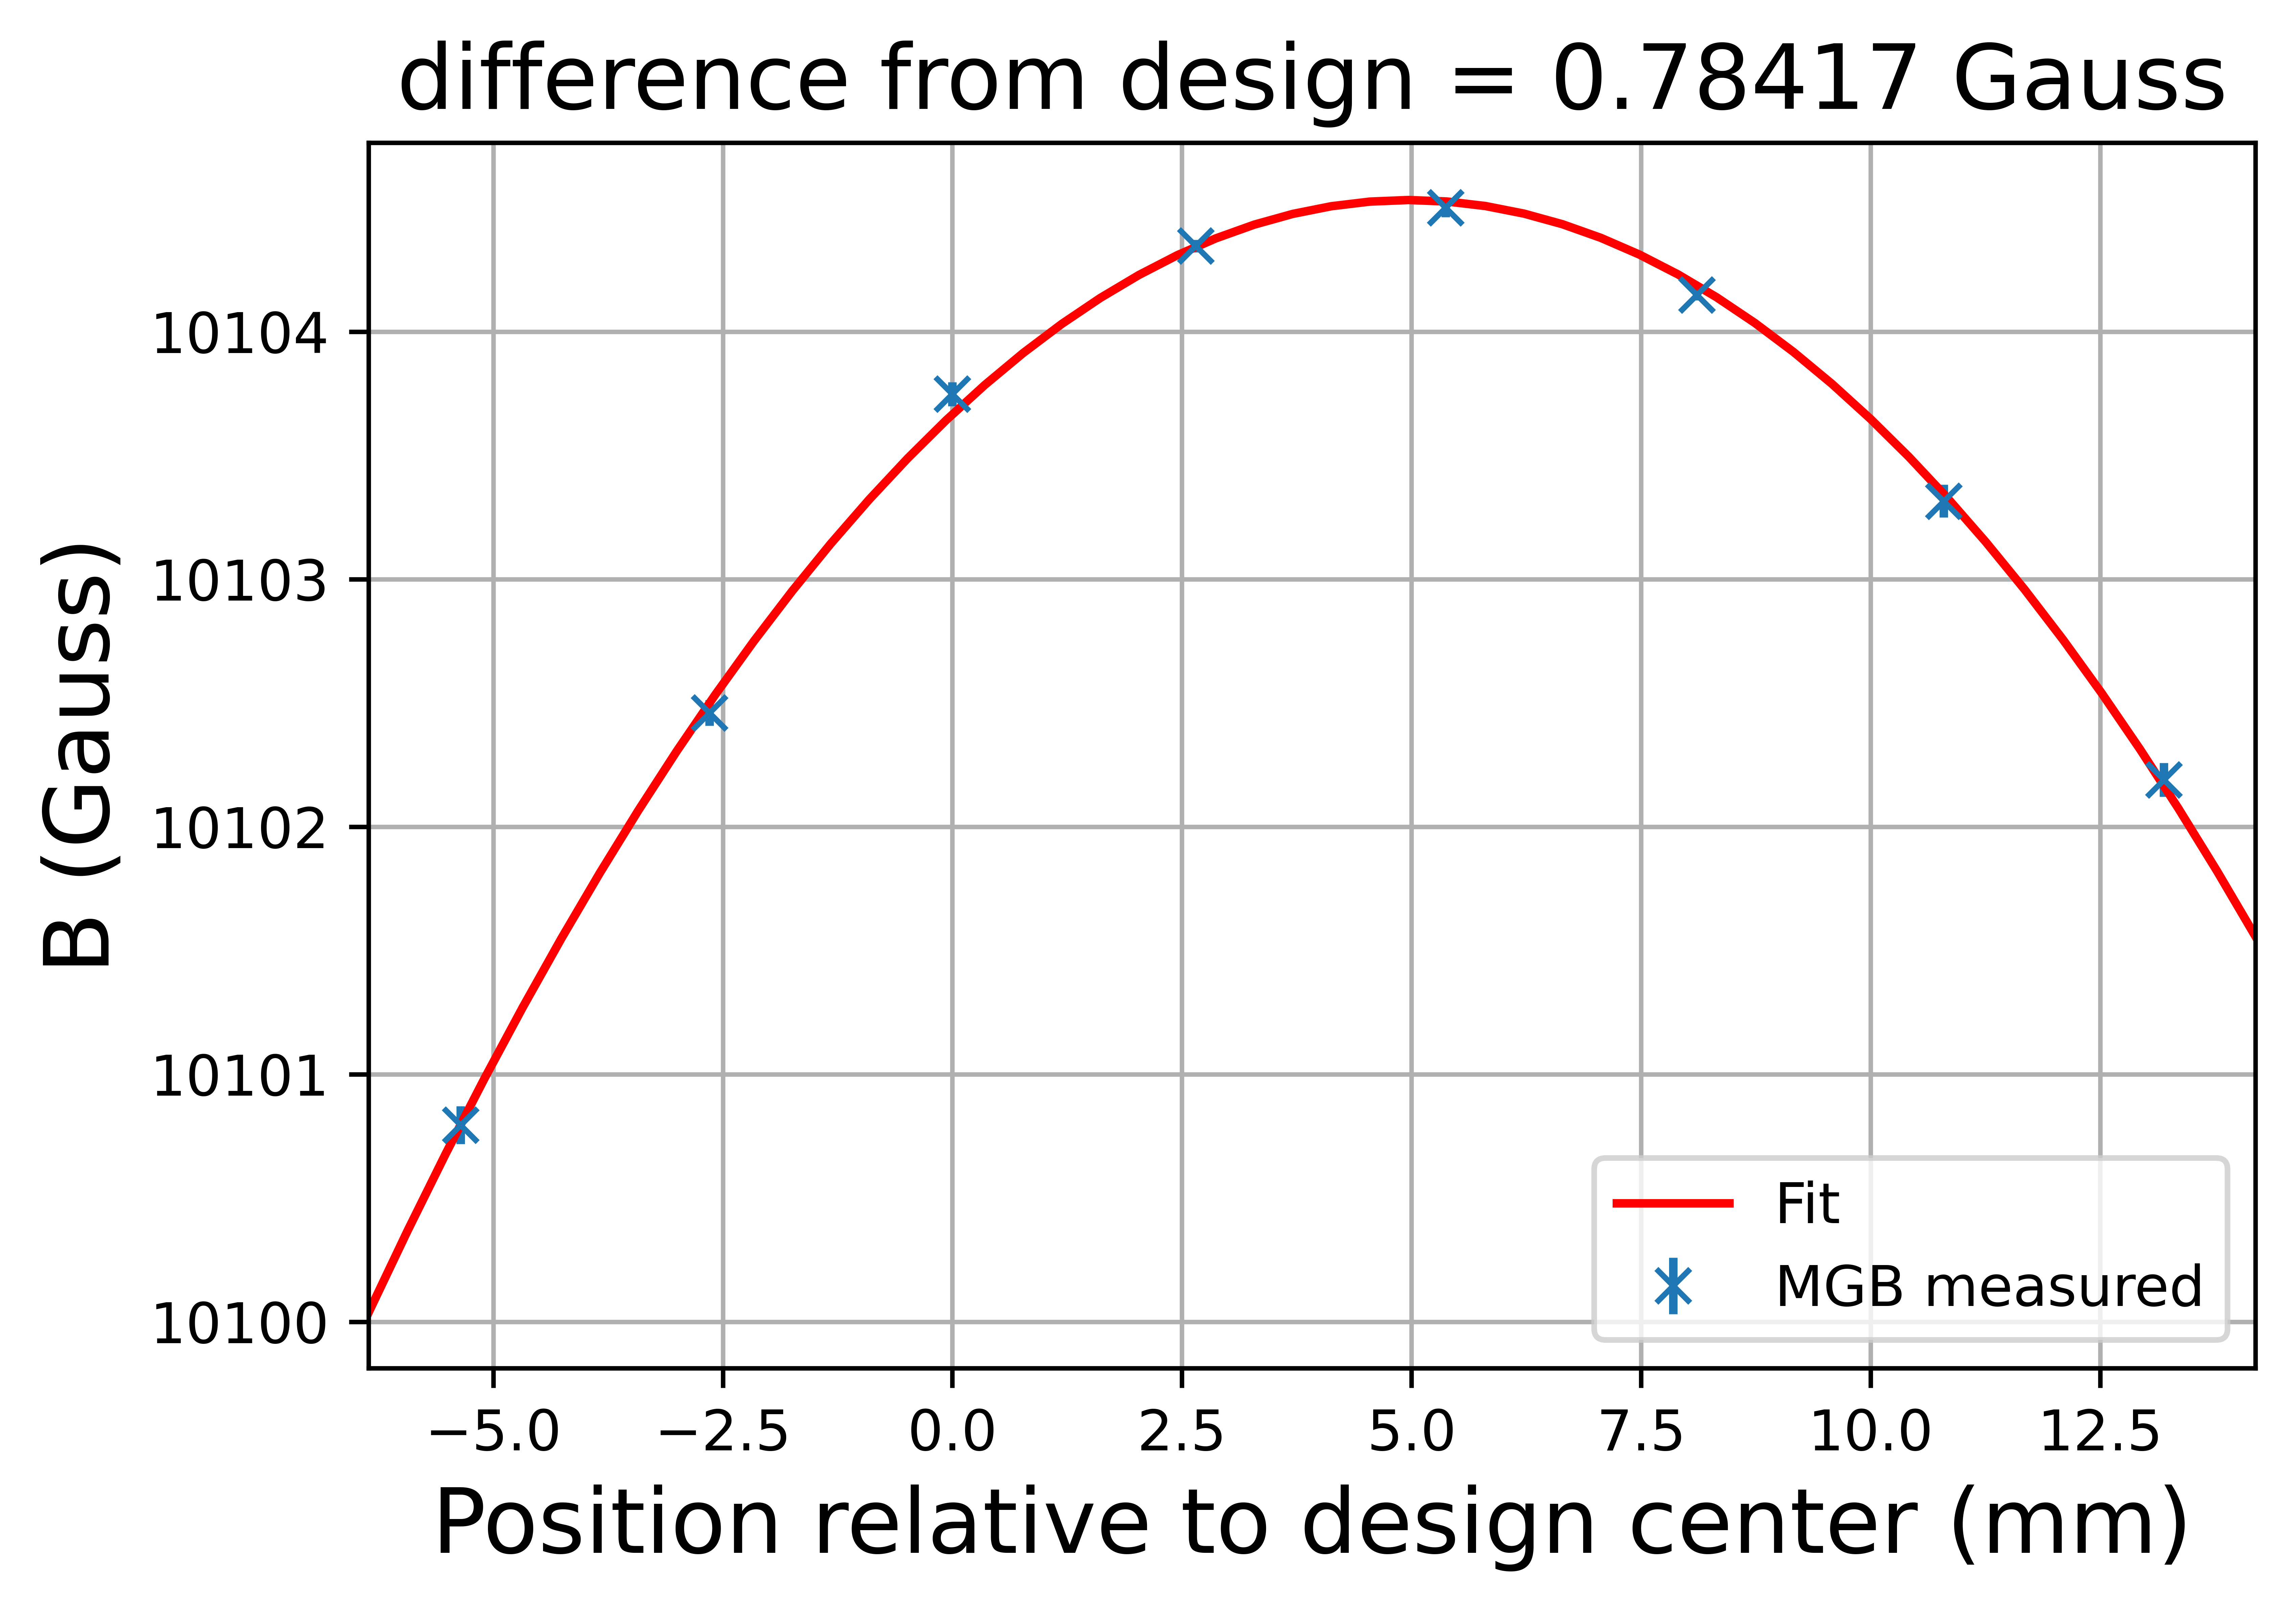 difference from design = 0.78417 Gauss
B (Gauss)
10104
10103
10102
10101
10100
Fit
MGB measured
−5.0 −2.5 0.0 2.5 5.0 7.5 10.0 12.5
Position relative to design center (mm)